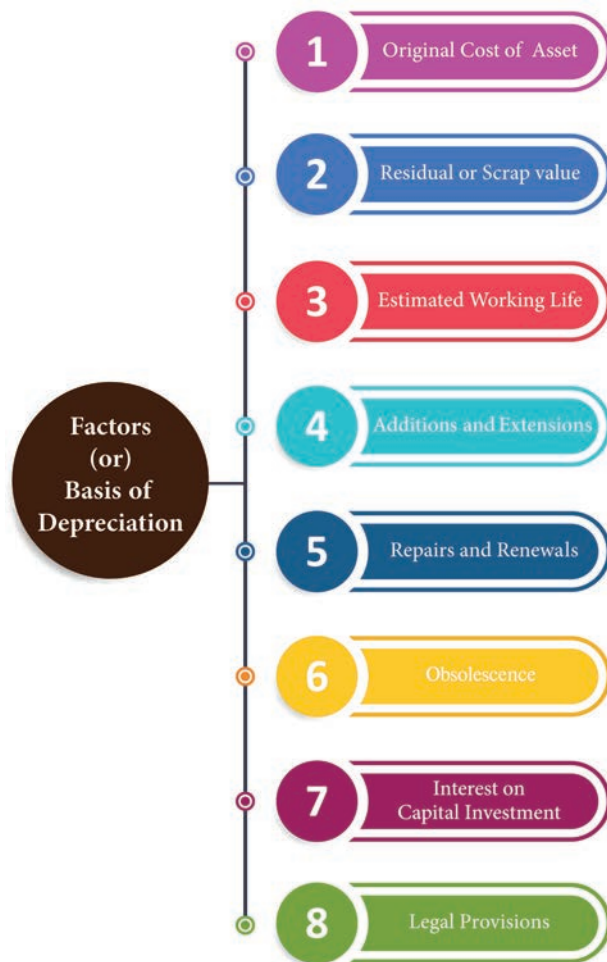 1
Original Cost of Asset
2
Residual or Scrap value
3
Estimated Working Life
4
Additions and Extensions
Factors
(or)
Basis of
Depreciation
5
Repairs and Renewals
6
Obsolescence
7
Interest on
Capital Investment
8
Legal Provisions